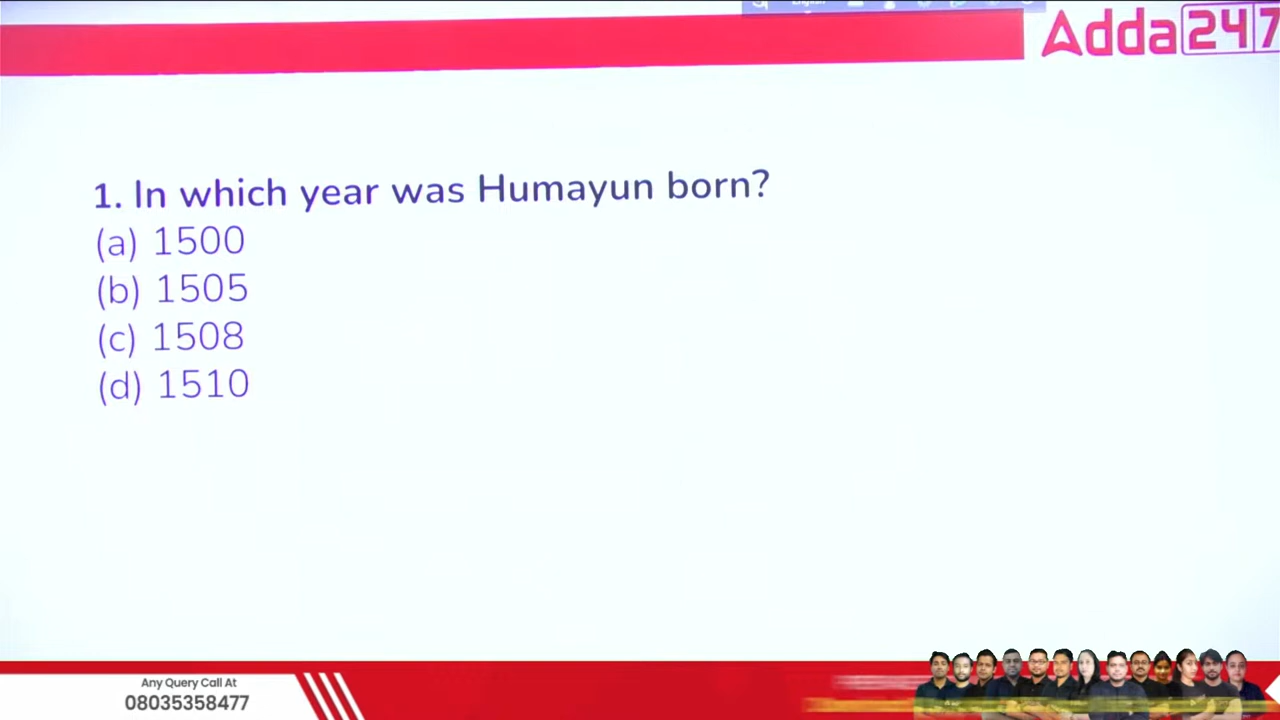 Adda247
1. In which year was Humayun born?
(a) 1500
(b) 1505
(c) 1508
(d) 1510
Any Query Call At
08035358477